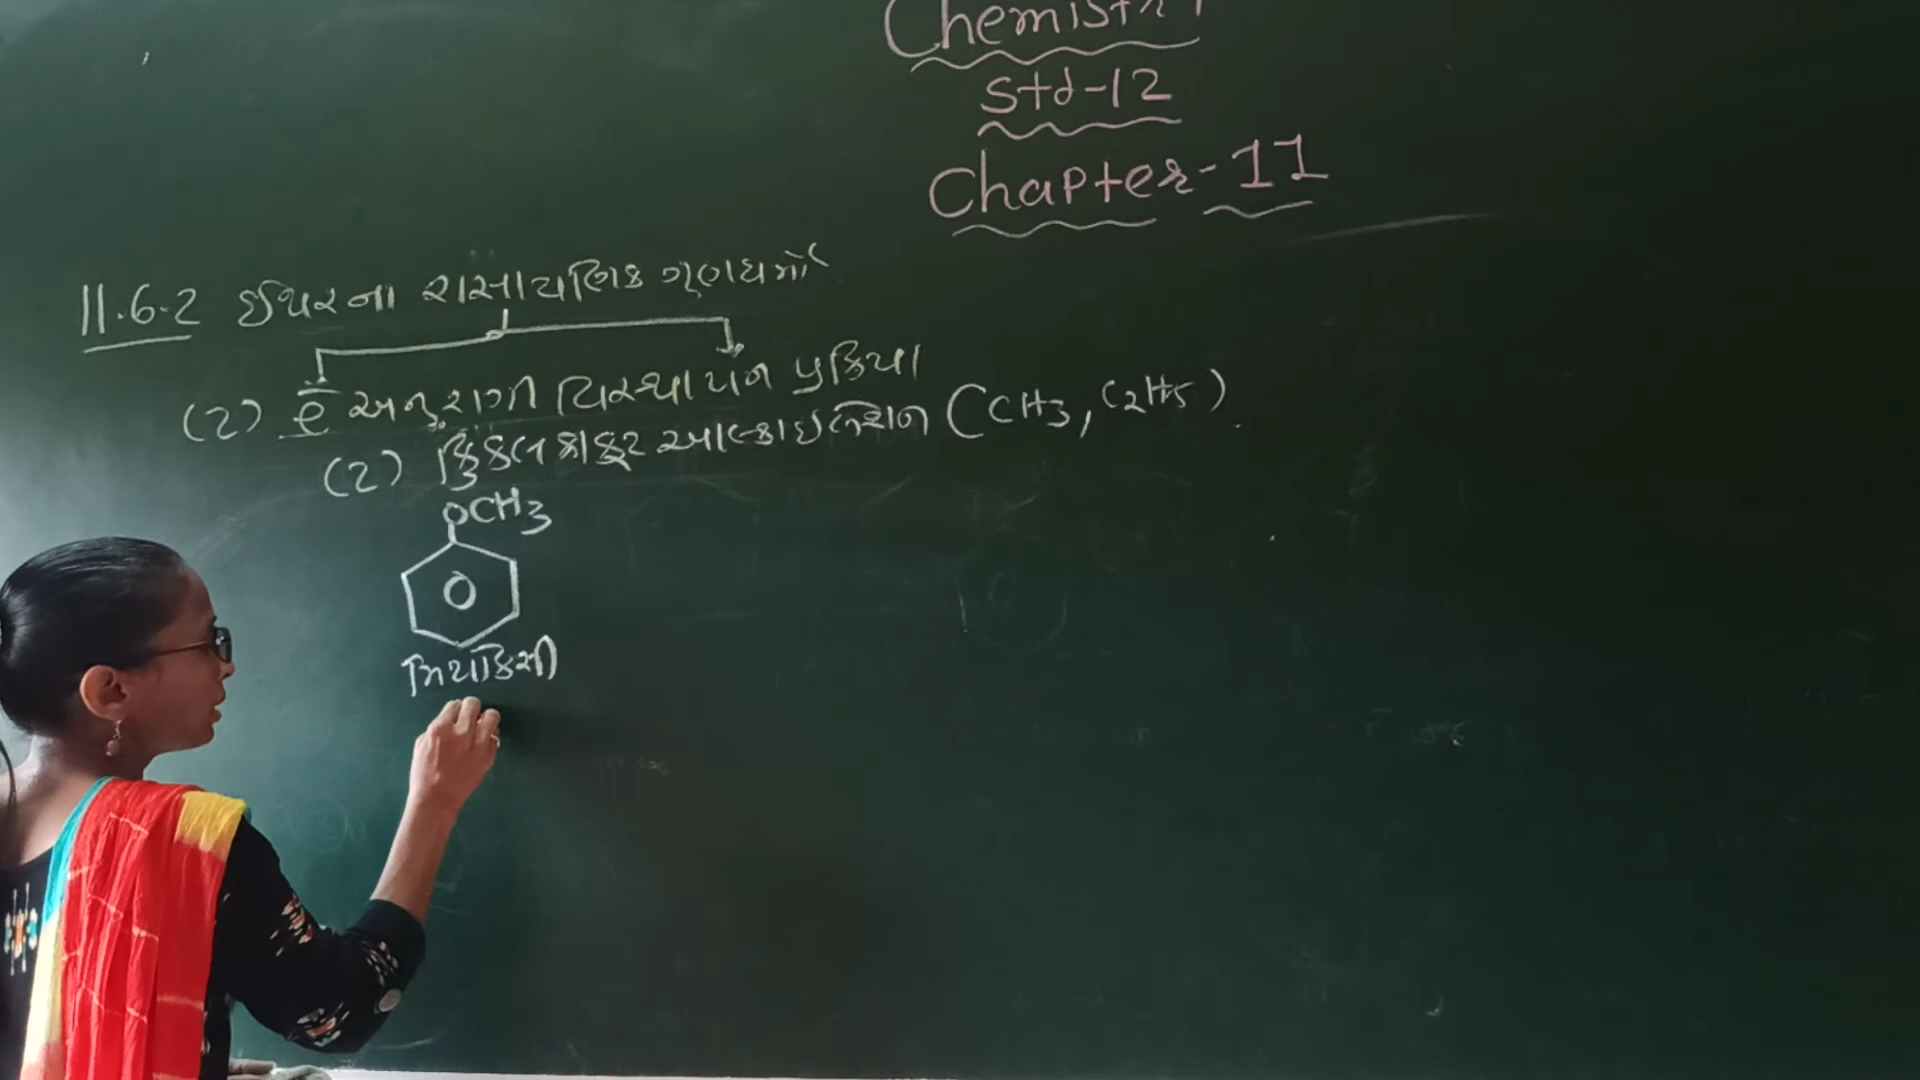 Chemistry
Std-12
Chapter-11
11.6.2 ઈથરના રાસાયણિક ગુણધર્મો
(2) ē અનુરાગી વિસ્થાપન પ્રક્રિયા
(2) ફ્રિડલ ક્રાફ્ટ આલ્કાઈલેશન (CH3, C2H5)
OCH3
મિથોક્સિ